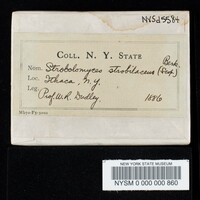 NYSd5584
COLL. N. Y. STATE
Nom. Strobolomyces strobilaceus (Scop.) Berk.
Loc. Ithaca, N.Y.
Leg. Prof. W.R. Dudley 1886
NEW YORK STATE MUSEUM
NYSM 0 000 000 860